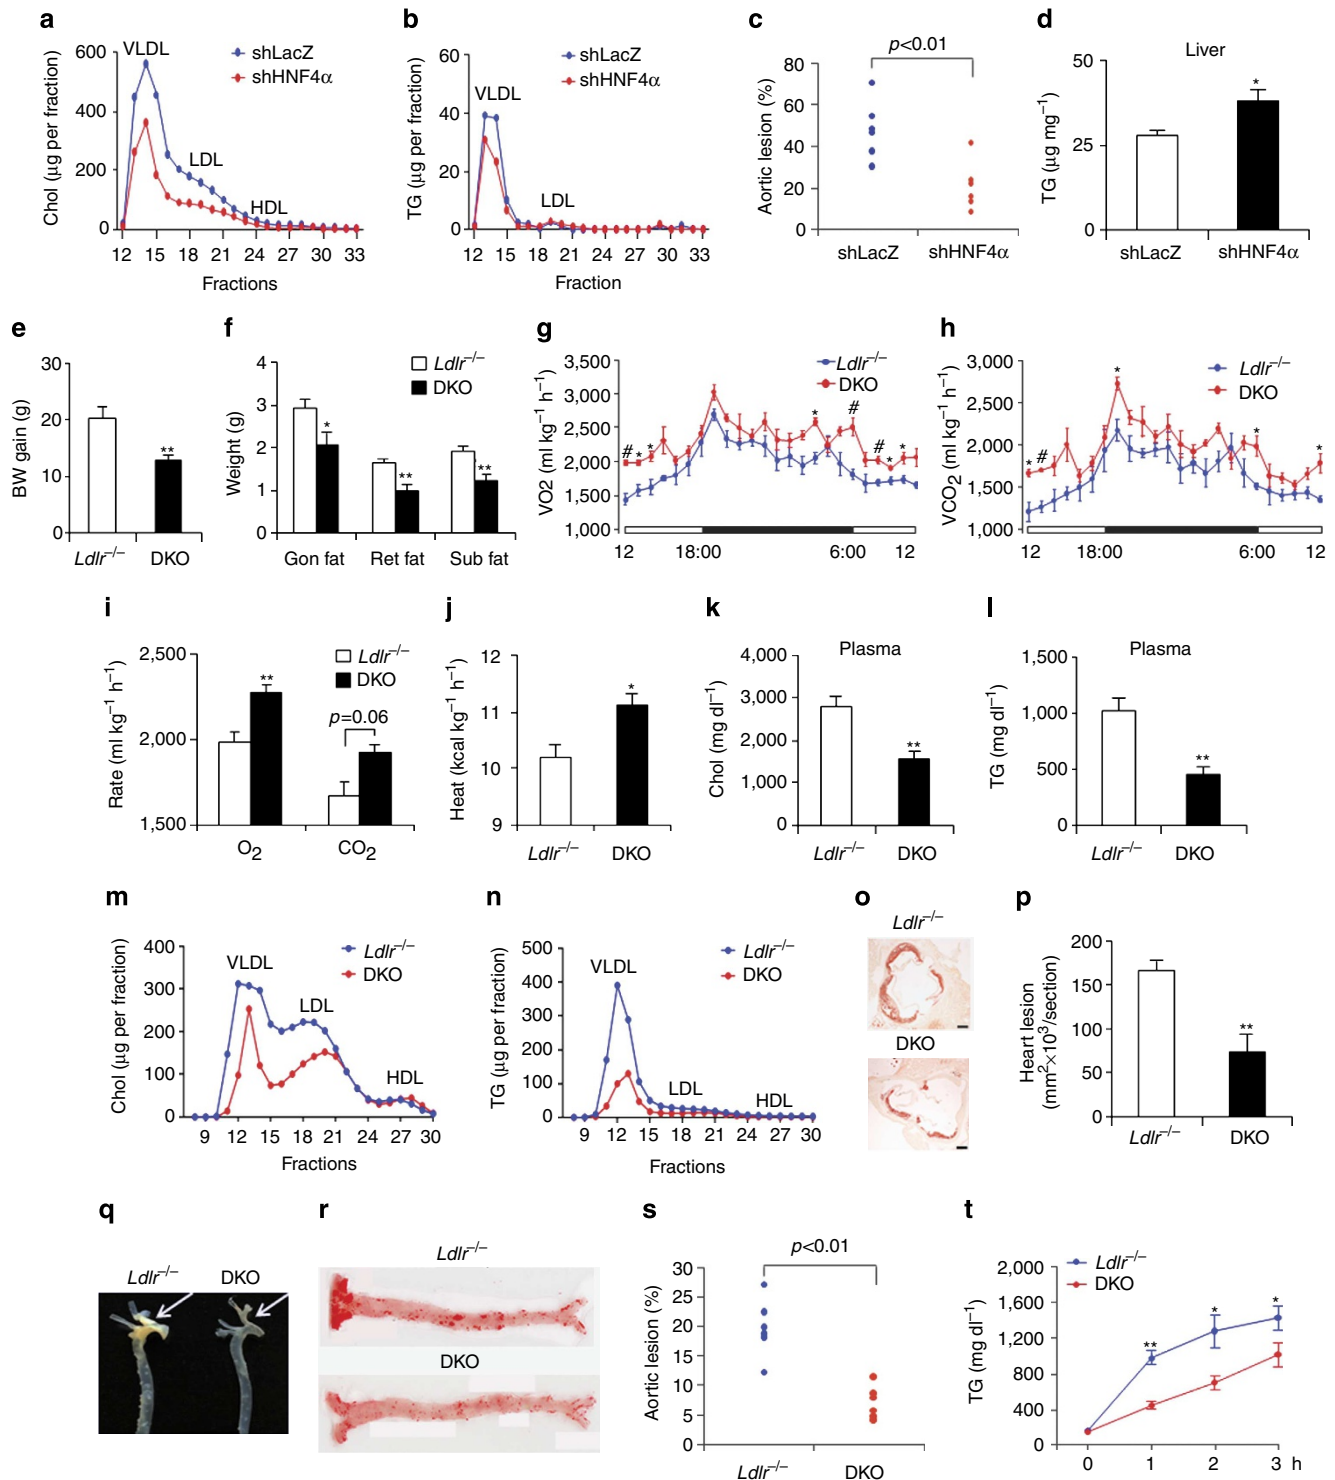 a
600
400
200
0
Chol (μg per fraction)
VLDL
LDL
HDL
shLacZ
shHNF4α
12 15 18 21 24 27 30 33
Fractions
b
60
40
20
0
TG (μg per fraction)
VLDL
LDL
shLacZ
shHNF4α
12 15 18 21 24 27 30 33
Fraction
c
p<0.01
80
60
40
20
0
Aortic lesion (%)
shLacZ shHNF4α
d
Liver
50
25
0
TG (μg mg⁻¹)
*
shLacZ shHNF4α
e
30
20
10
0
BW gain (g)
**
Ldlr⁻/⁻ DKO
f
4
3
2
1
0
Weight (g)
Ldlr⁻/⁻
DKO
* ** **
Gon fat Ret fat Sub fat
g
3,500
3,000
2,500
2,000
1,500
1,000
VO2 (ml kg⁻¹ h⁻¹)
Ldlr⁻/⁻
DKO
# * * * # # * *
12 18:00 6:00 12
h
3,000
2,500
2,000
1,500
1,000
VCO₂ (ml kg⁻¹ h⁻¹)
Ldlr⁻/⁻
DKO
* # * * *
12 18:00 6:00 12
i
2,500
2,000
1,500
Rate (ml kg⁻¹ h⁻¹)
Ldlr⁻/⁻
DKO
**
p=0.06
O₂ CO₂
j
12
11
10
9
Heat (kcal kg⁻¹ h⁻¹)
*
Ldlr⁻/⁻ DKO
k
Plasma
4,000
3,000
2,000
1,000
0
Chol (mg dl⁻¹)
**
Ldlr⁻/⁻ DKO
l
Plasma
1,500
1,000
500
0
TG (mg dl⁻¹)
**
Ldlr⁻/⁻ DKO
m
400
300
200
100
0
Chol (μg per fraction)
VLDL
LDL
HDL
Ldlr⁻/⁻
DKO
9 12 15 18 21 24 27 30
Fractions
n
500
400
300
200
100
0
TG (μg per fraction)
VLDL
LDL
HDL
Ldlr⁻/⁻
DKO
9 12 15 18 21 24 27 30
Fractions
o
Ldlr⁻/⁻
DKO
p
200
150
100
50
0
Heart lesion
(mm²×10³/section)
**
Ldlr⁻/⁻ DKO
q
Ldlr⁻/⁻ DKO
r
Ldlr⁻/⁻
DKO
s
p<0.01
30
25
20
15
10
5
0
Aortic lesion (%)
Ldlr⁻/⁻ DKO
t
2,000
1,600
1,200
800
400
0
TG (mg dl⁻¹)
Ldlr⁻/⁻
DKO
** * *
0 1 2 3 h